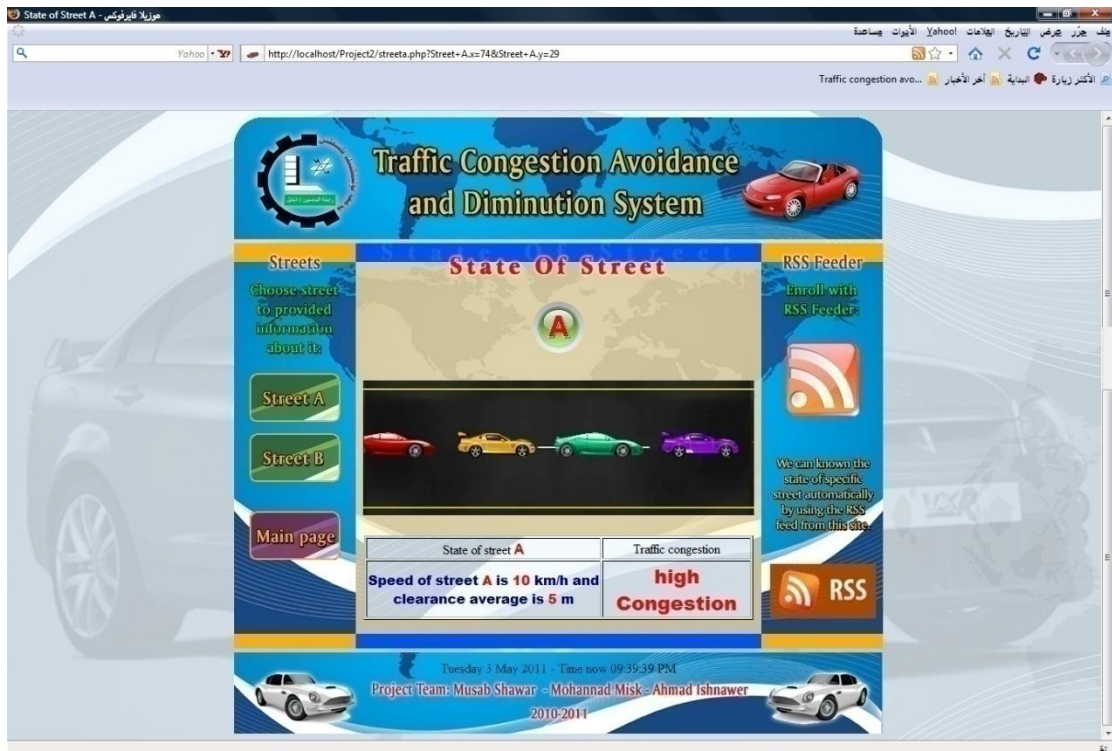 State of Street A - موزيلا فايرفوكس
ملف تحرير عرض التاريخ العلامات Yahoo! الأدوات مساعدة
Yahoo
http://localhost/Project2/streeta.php?Street+A.x=74&Street+A.y=29
الأكثر زيارة البداية آخر الأخبار Traffic congestion avo...
Traffic Congestion Avoidance
and Diminution System
Streets
Choose street
to provided
information
about it:
Street A
Street B
Main page
State Of Street
State Of Street
A
State of street A
Traffic congestion
Speed of street A is 10 km/h and
clearance average is 5 m
high
Congestion
RSS Feeder
Enroll with
RSS Feeder:
We can known the
state of specific
street automatically
by using the RSS
feed from this site.
RSS
Tuesday 3 May 2011 - Time now 09:39:39 PM
Project Team: Musab Shawar - Mohannad Misk - Ahmad Ishnawer
2010-2011